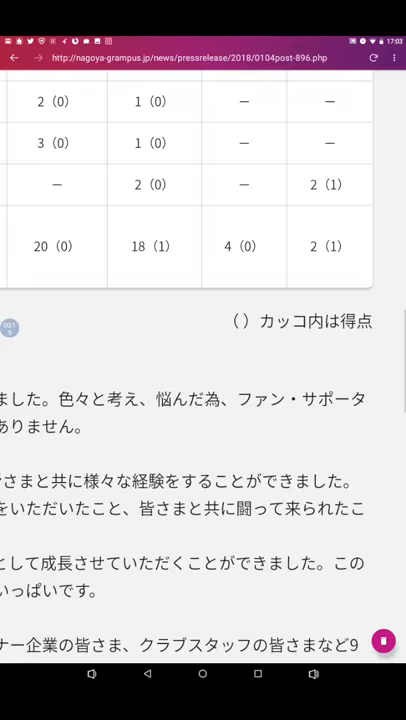 17:03
http://nagoya-grampus.jp/news/pressrelease/2018/0104post-896.php
2（0） 1（0） － －
3（0） 1（0） － －
－ 2（0） － 2（1）
20（0） 18（1） 4（0） 2（1）
（ ）カッコ内は得点
ました。色々と考え、悩んだ為、ファン・サポータ
ありません。
さまと共に様々な経験をすることができました。
をいただいたこと、皆さまと共に闘って来られたこ
として成長させていただくことができました。この
いっぱいです。
ナー企業の皆さま、クラブスタッフの皆さまなど9